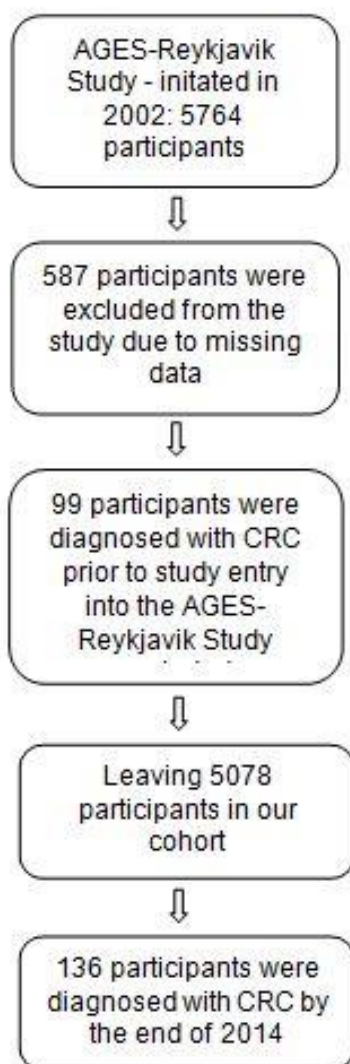 AGES-Reykjavik
Study - initated in
2002: 5764
participants
587 participants were
excluded from the
study due to missing
data
99 participants were
diagnosed with CRC
prior to study entry
into the AGES-
Reykjavik Study
Leaving 5078
participants in our
cohort
136 participants were
diagnosed with CRC by
the end of 2014